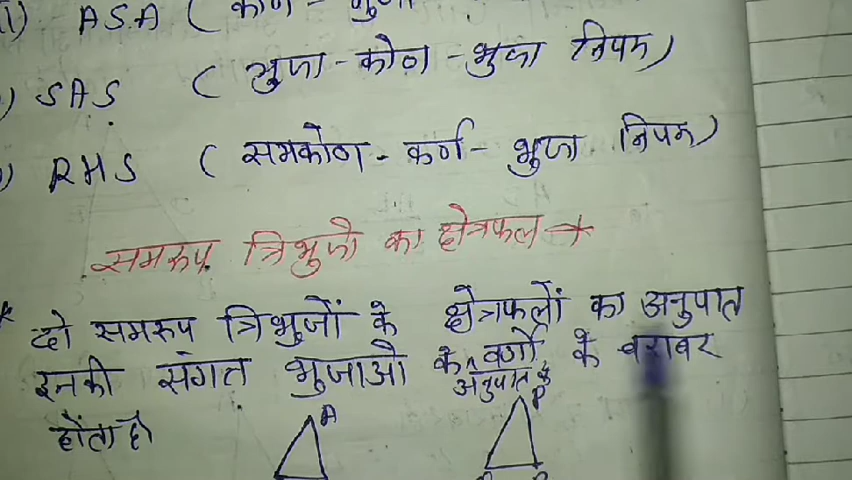 ASA ( कोण - भुजा
SAS ( भुजा - कोण - भुजा नियम)
RHS ( समकोण - कर्ण - भुजा नियम)
समरूप त्रिभुजो का क्षेत्रफल →
* दो समरूप त्रिभुजों के क्षेत्रफलों का अनुपात
इनकी संगत भुजाओ के वर्गो के बराबर
अनुपात के
होता है
A P